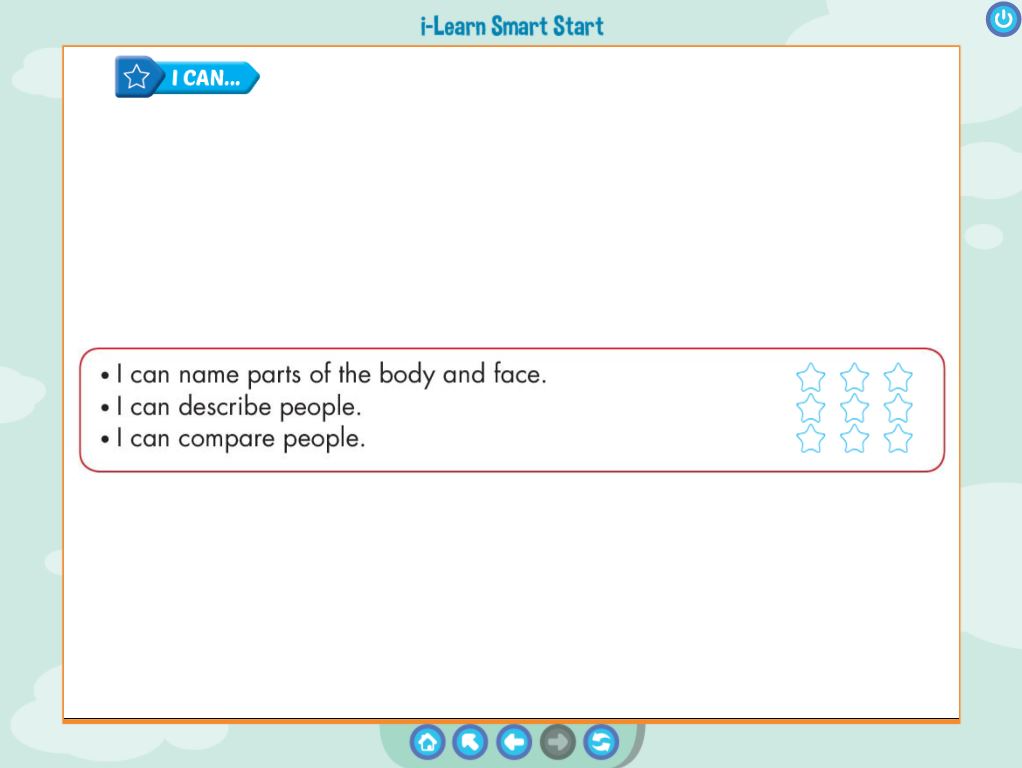 i-Learn Smart Start
I CAN...
• I can name parts of the body and face.
• I can describe people.
• I can compare people.